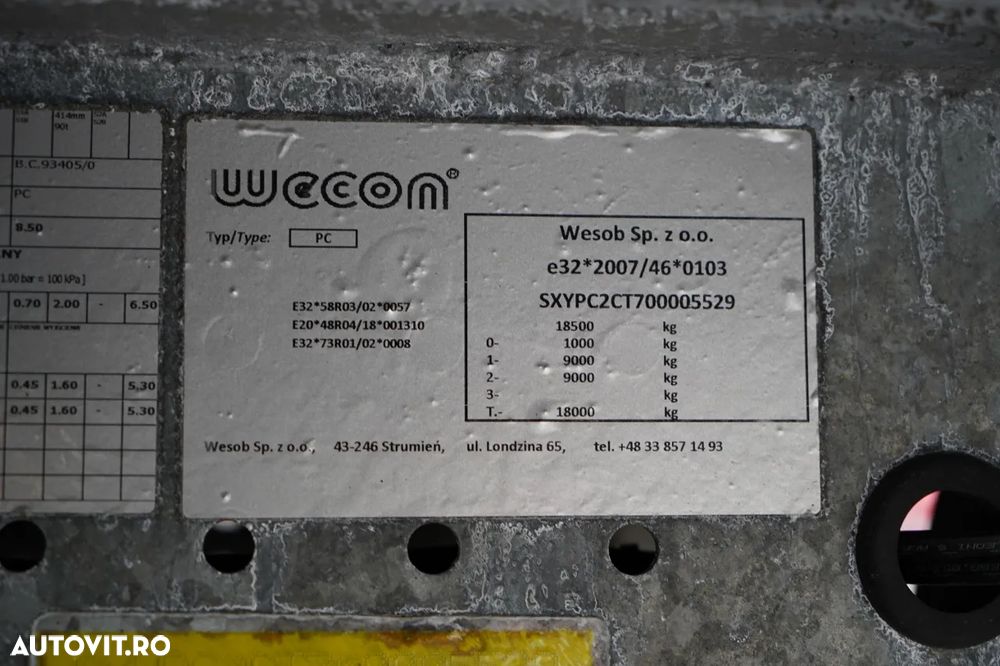 414mm
90t
B.C.93405/0
PC
8.50
ANY
1.00 bar = 100 kPa ]
0.70 2.00 - 6.50
0.45 1.60 - 5,30
0.45 1.60 - 5.30
wecon®
Typ/Type: PC
E32*58R03/02*0057
E20*48R04/18*001310
E32*73R01/02*0008
Wesob Sp. z o.o.
e32*2007/46*0103
SXYPC2CT700005529
18500 kg
0- 1000 kg
1- 9000 kg
2- 9000 kg
3- kg
T.- 18000 kg
Wesob Sp. z o.o., 43-246 Strumień, ul. Londzina 65, tel. +48 33 857 14 93
AUTOVIT.RO